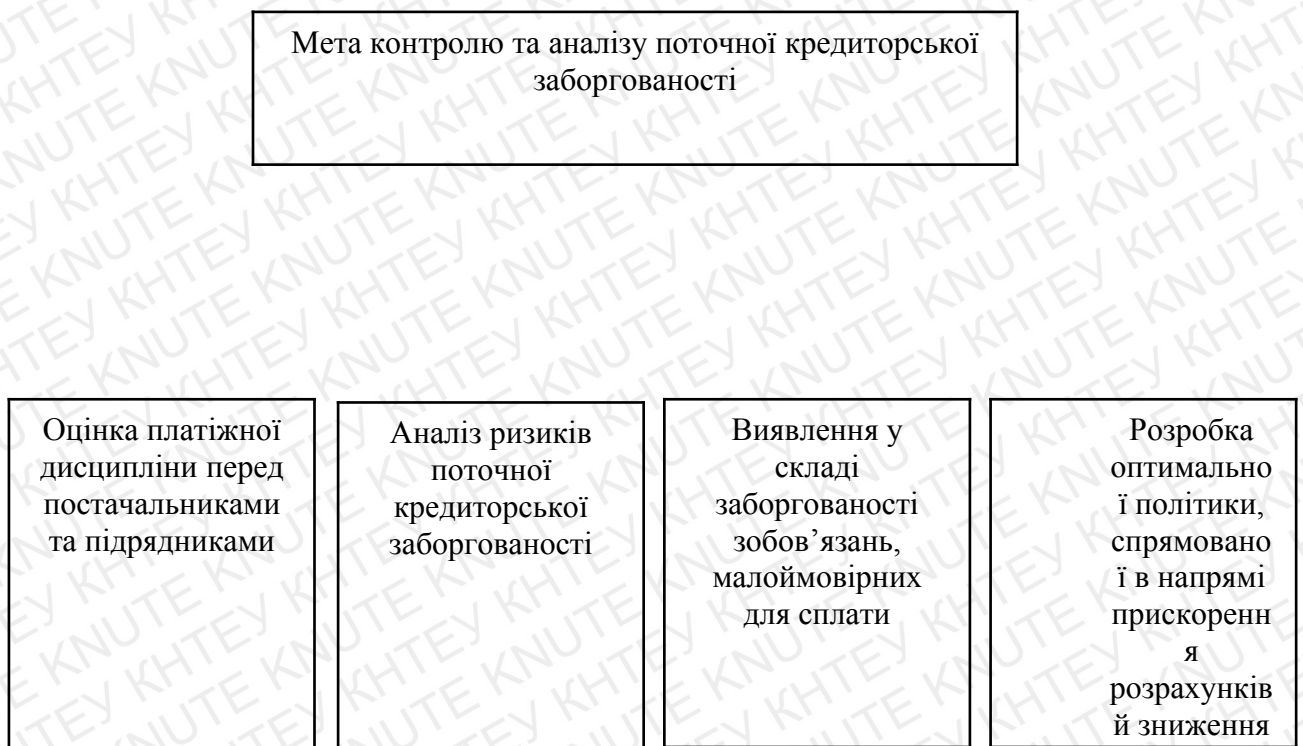 Мета контролю та аналізу поточної кредиторської
заборгованості
Оцінка платіжної
дисципліни перед
постачальниками
та підрядниками
Аналіз ризиків
поточної
кредиторської
заборгованості
Виявлення у
складі
заборгованості
зобов’язань,
малоймовірних
для сплати
Розробка
оптимально
ї політики,
спрямовано
ї в напрямі
прискоренн
я
розрахунків
й зниження